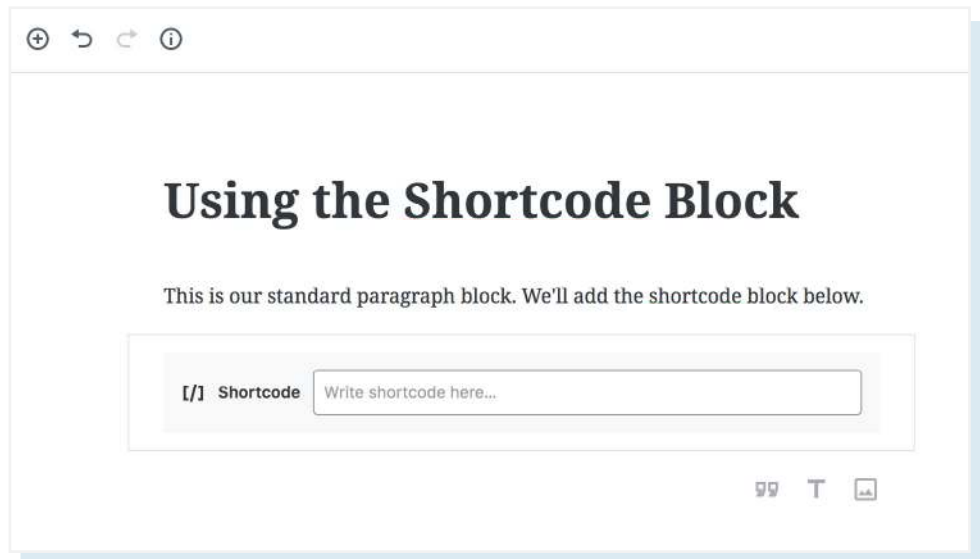 Using the Shortcode Block
This is our standard paragraph block. We'll add the shortcode block below.
[/] Shortcode Write shortcode here...